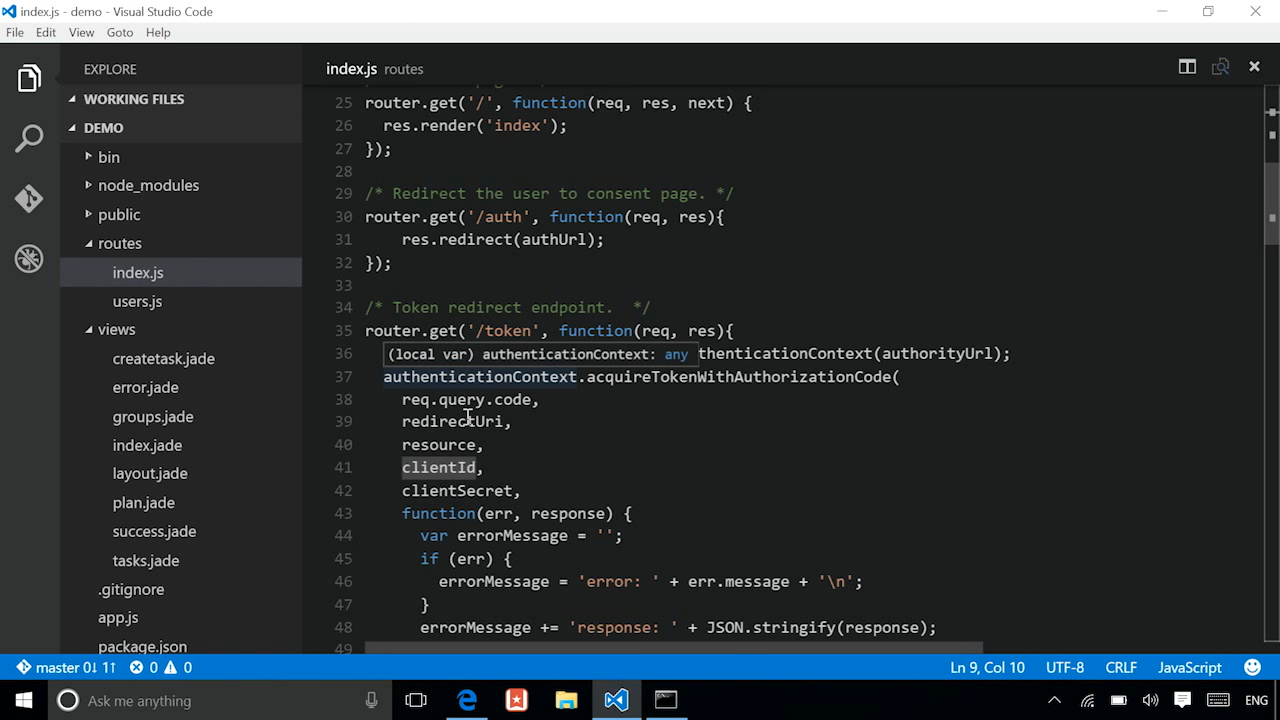 index.js - demo - Visual Studio Code
File Edit View Goto Help
EXPLORE
WORKING FILES
DEMO
bin
node_modules
public
routes
index.js
users.js
views
createtask.jade
error.jade
groups.jade
index.jade
layout.jade
plan.jade
success.jade
tasks.jade
.gitignore
app.js
package.json
index.js routes
25 router.get('/', function(req, res, next) {
26 res.render('index');
27 });
28
29 /* Redirect the user to consent page. */
30 router.get('/auth', function(req, res){
31 res.redirect(authUrl);
32 });
33
34 /* Token redirect endpoint.  */
35 router.get('/token', function(req, res){
36 (local var) authenticationContext: any thenticationContext(authorityUrl);
37 authenticationContext.acquireTokenWithAuthorizationCode(
38 req.query.code,
39 redirectUri,
40 resource,
41 clientId,
42 clientSecret,
43 function(err, response) {
44 var errorMessage = '';
45 if (err) {
46 errorMessage = 'error: ' + err.message + '\n';
47 }
48 errorMessage += 'response: ' + JSON.stringify(response);
49
master 0↓ 1↑ 0 0 Ln 9, Col 10 UTF-8 CRLF JavaScript
Ask me anything ENG